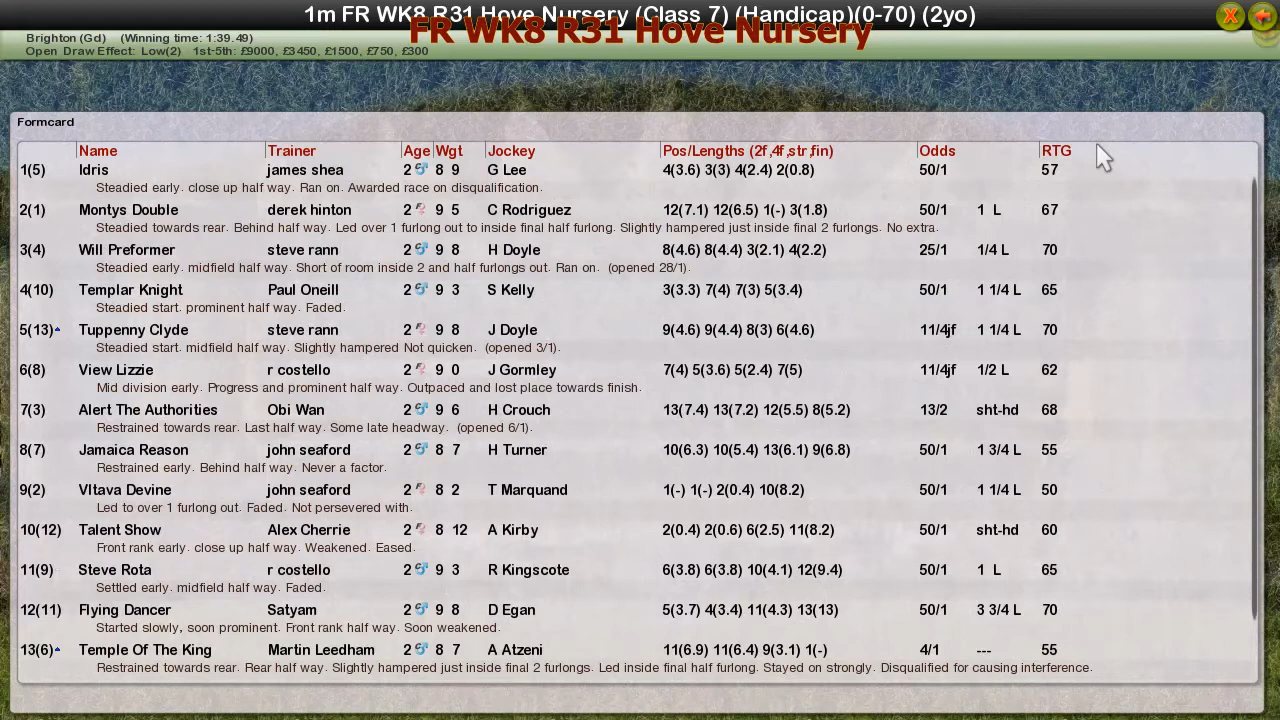 1m FR WK8 R31 Hove Nursery (Class 7) (Handicap)(0-70) (2yo)
FR WK8 R31 Hove Nursery
Brighton (Gd) (Winning time: 1:39.49)
Open Draw Effect: Low(2) 1st-5th: £9000, £3450, £1500, £750, £300
Formcard
Name Trainer Age Wgt Jockey Pos/Lengths (2f,4f,str,fin) Odds RTG
1(5) Idris james shea 2 8 9 G Lee 4(3.6) 3(3) 4(2.4) 2(0.8) 50/1 57
Steadied early. close up half way. Ran on. Awarded race on disqualification.
2(1) Montys Double derek hinton 2 9 5 C Rodriguez 12(7.1) 12(6.5) 1(-) 3(1.8) 50/1 1 L 67
Steadied towards rear. Behind half way. Led over 1 furlong out to inside final half furlong. Slightly hampered just inside final 2 furlongs. No extra.
3(4) Will Preformer steve rann 2 9 8 H Doyle 8(4.6) 8(4.4) 3(2.1) 4(2.2) 25/1 1/4 L 70
Steadied early. midfield half way. Short of room inside 2 and half furlongs out. Ran on. (opened 28/1).
4(10) Templar Knight Paul Oneill 2 9 3 S Kelly 3(3.3) 7(4) 7(3) 5(3.4) 50/1 1 1/4 L 65
Steadied start. prominent half way. Faded.
5(13) Tuppenny Clyde steve rann 2 9 8 J Doyle 9(4.6) 9(4.4) 8(3) 6(4.6) 11/4jf 1 1/4 L 70
Steadied start. midfield half way. Slightly hampered Not quicken. (opened 3/1).
6(8) View Lizzie r costello 2 9 0 J Gormley 7(4) 5(3.6) 5(2.4) 7(5) 11/4jf 1/2 L 62
Mid division early. Progress and prominent half way. Outpaced and lost place towards finish.
7(3) Alert The Authorities Obi Wan 2 9 6 H Crouch 13(7.4) 13(7.2) 12(5.5) 8(5.2) 13/2 sht-hd 68
Restrained towards rear. Last half way. Some late headway. (opened 6/1).
8(7) Jamaica Reason john seaford 2 8 7 H Turner 10(6.3) 10(5.4) 13(6.1) 9(6.8) 50/1 1 3/4 L 55
Restrained early. Behind half way. Never a factor.
9(2) Vltava Devine john seaford 2 8 2 T Marquand 1(-) 1(-) 2(0.4) 10(8.2) 50/1 1 1/4 L 50
Led to over 1 furlong out. Faded. Not persevered with.
10(12) Talent Show Alex Cherrie 2 8 12 A Kirby 2(0.4) 2(0.6) 6(2.5) 11(8.2) 50/1 sht-hd 60
Front rank early. close up half way. Weakened. Eased.
11(9) Steve Rota r costello 2 9 3 R Kingscote 6(3.8) 6(3.8) 10(4.1) 12(9.4) 50/1 1 L 65
Settled early. midfield half way. Faded.
12(11) Flying Dancer Satyam 2 9 8 D Egan 5(3.7) 4(3.4) 11(4.3) 13(13) 50/1 3 3/4 L 70
Started slowly, soon prominent. Front rank half way. Soon weakened.
13(6) Temple Of The King Martin Leedham 2 8 7 A Atzeni 11(6.9) 11(6.4) 9(3.1) 1(-) 4/1 --- 55
Restrained towards rear. Rear half way. Slightly hampered just inside final 2 furlongs. Led inside final half furlong. Stayed on strongly. Disqualified for causing interference.